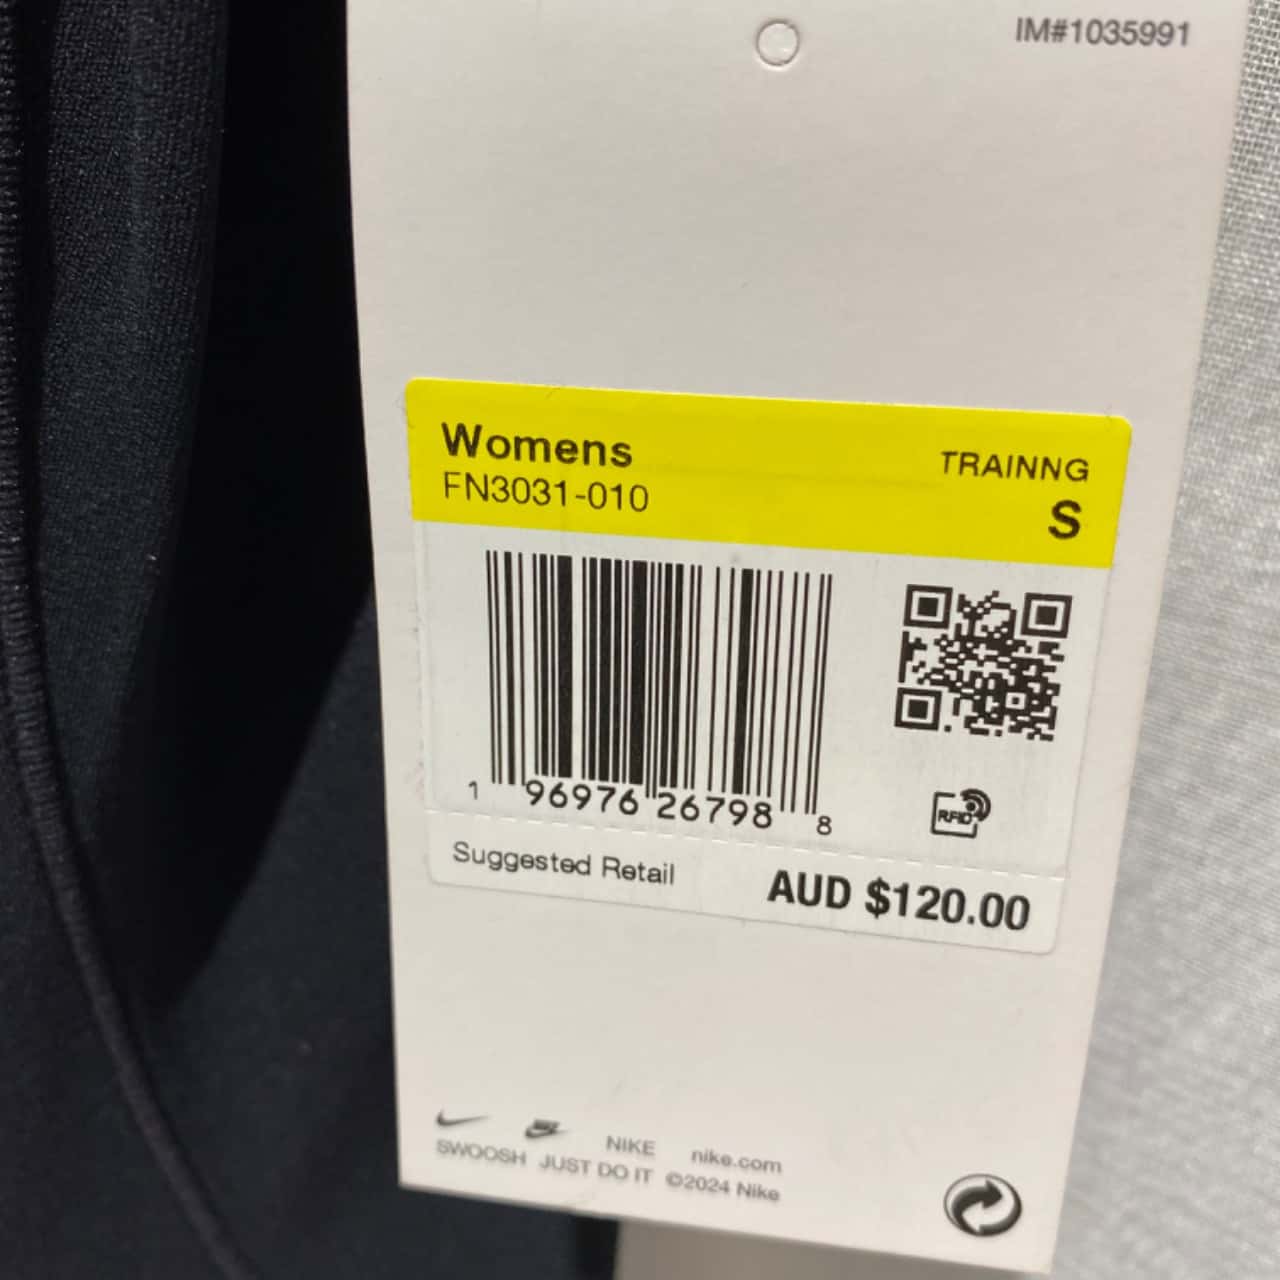 IM#1035991
Womens
TRAINNG
FN3031-010
S
1 96976 26798 8
RFID
Suggested Retail AUD $120.00
NIKE nike.com
SWOOSH JUST DO IT ©2024 Nike